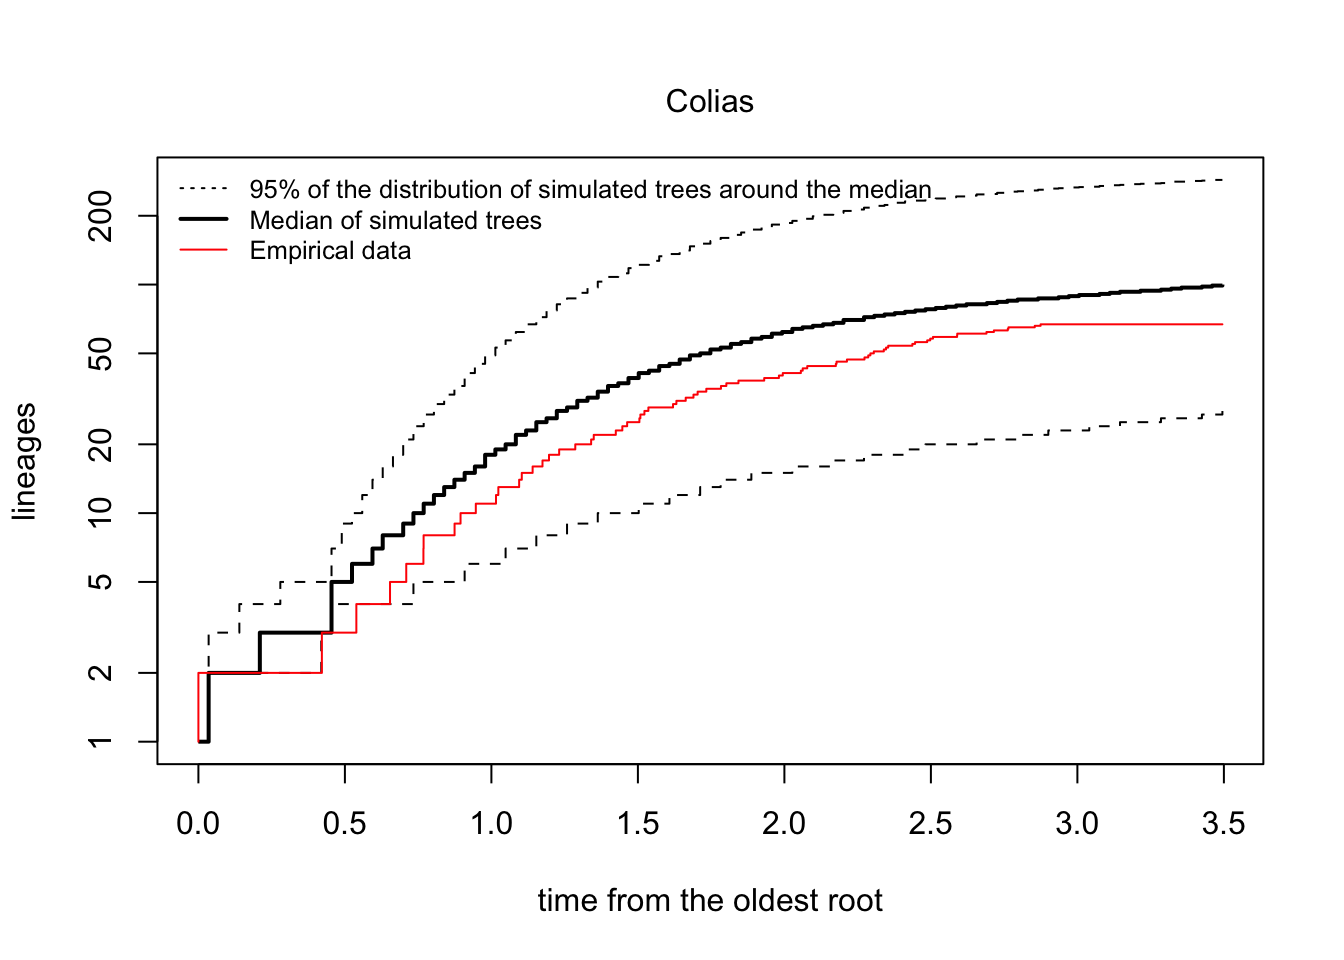 Colias
95% of the distribution of simulated trees around the median
Median of simulated trees
Empirical data
lineages
200
50
20
10
5
2
1
0.0 0.5 1.0 1.5 2.0 2.5 3.0 3.5
time from the oldest root